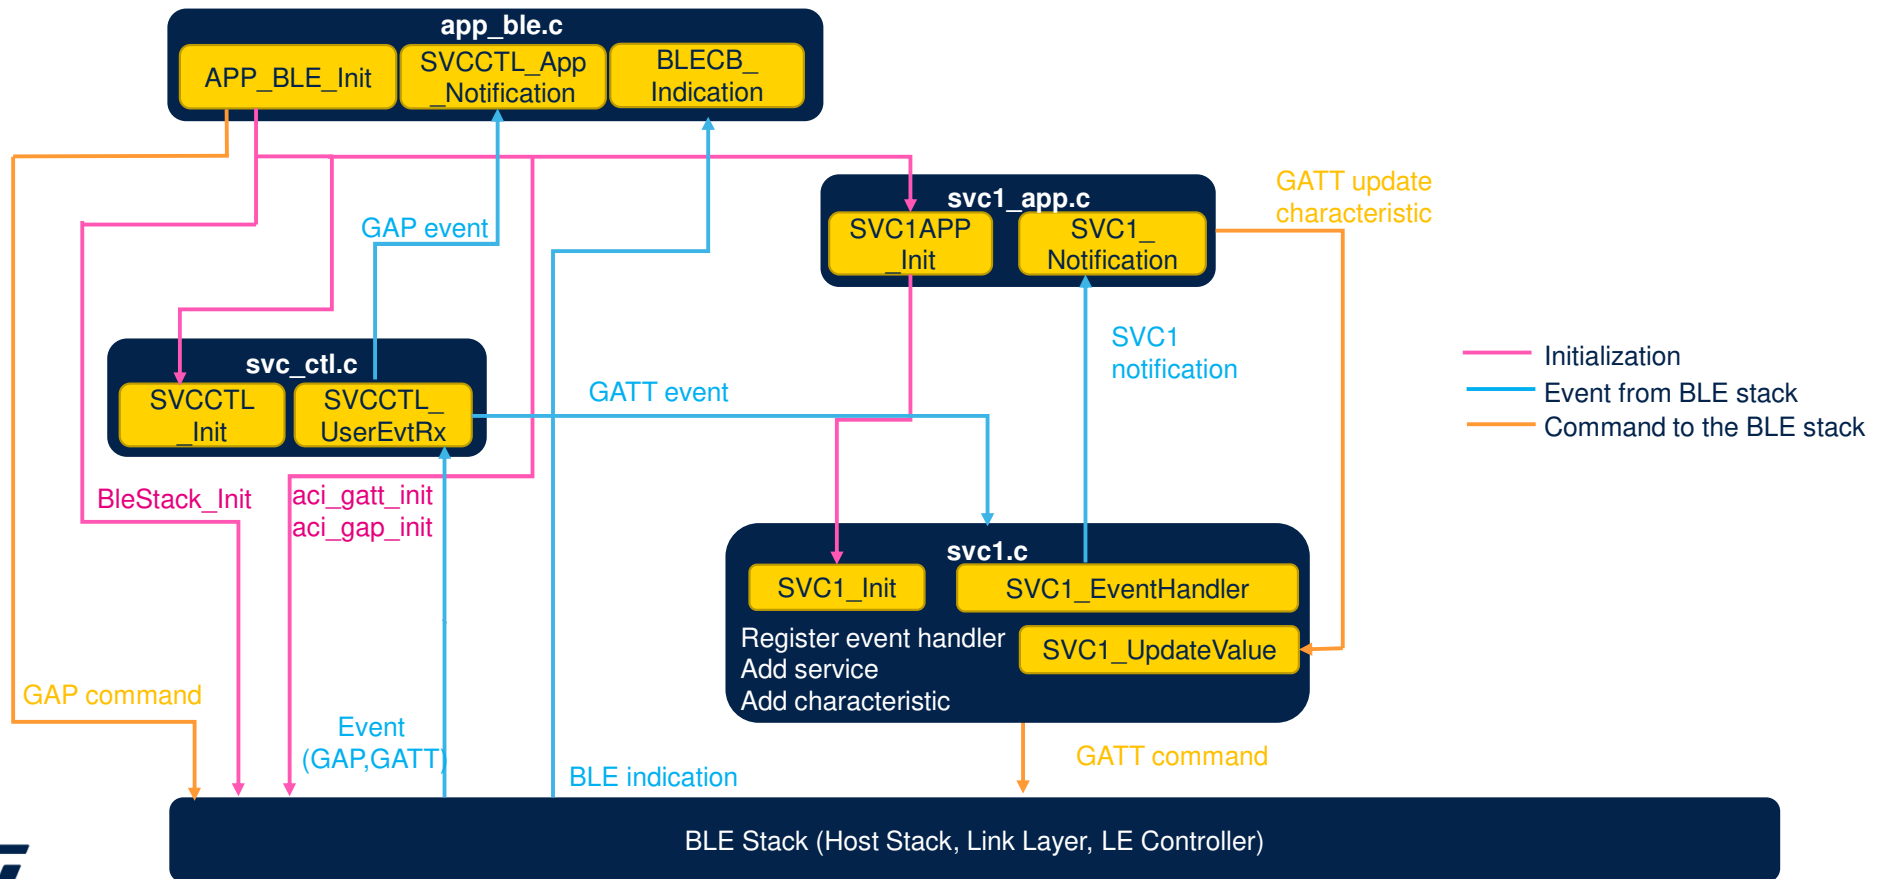 app_ble.c
APP_BLE_Init
SVCCTL_App
_Notification
BLECB_
Indication
GATT update
characteristic
svc1_app.c
SVC1APP
_Init
SVC1_
Notification
GAP event
SVC1
notification
Initialization
Event from BLE stack
Command to the BLE stack
svc_ctl.c
SVCCTL
_Init
SVCCTL_
UserEvtRx
GATT event
BleStack_Init
aci_gatt_init
aci_gap_init
svc1.c
SVC1_Init
SVC1_EventHandler
Register event handler
Add service
Add characteristic
SVC1_UpdateValue
GAP command
Event
(GAP,GATT)
BLE indication
GATT command
BLE Stack (Host Stack, Link Layer, LE Controller)